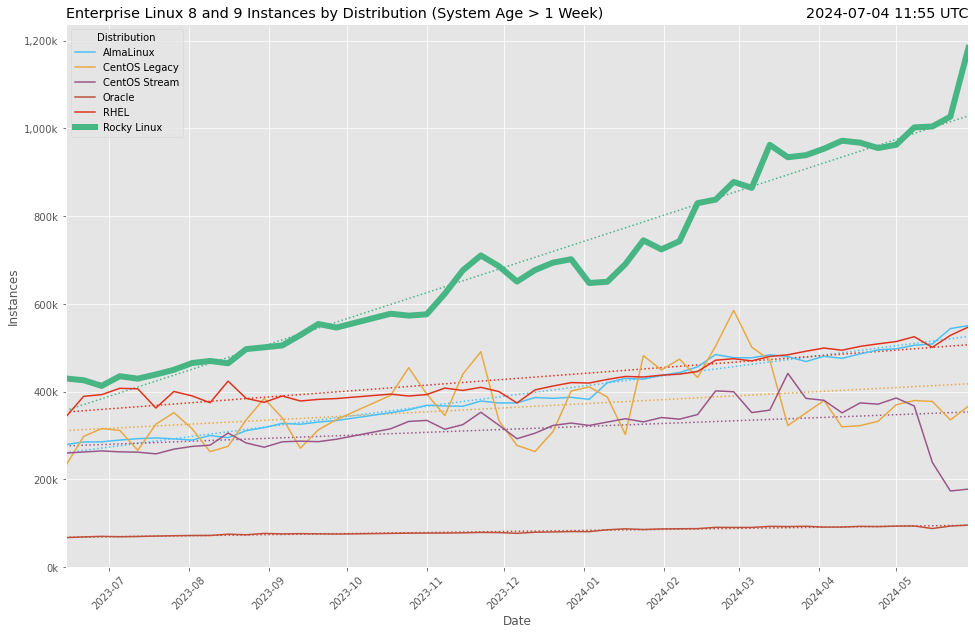 Enterprise Linux 8 and 9 Instances by Distribution (System Age > 1 Week)
2024-07-04 11:55 UTC
Distribution
AlmaLinux
CentOS Legacy
CentOS Stream
Oracle
RHEL
Rocky Linux
1,200k
1,000k
800k
600k
400k
200k
0k
Instances
2023-07
2023-08
2023-09
2023-10
2023-11
2023-12
2024-01
2024-02
2024-03
2024-04
2024-05
Date